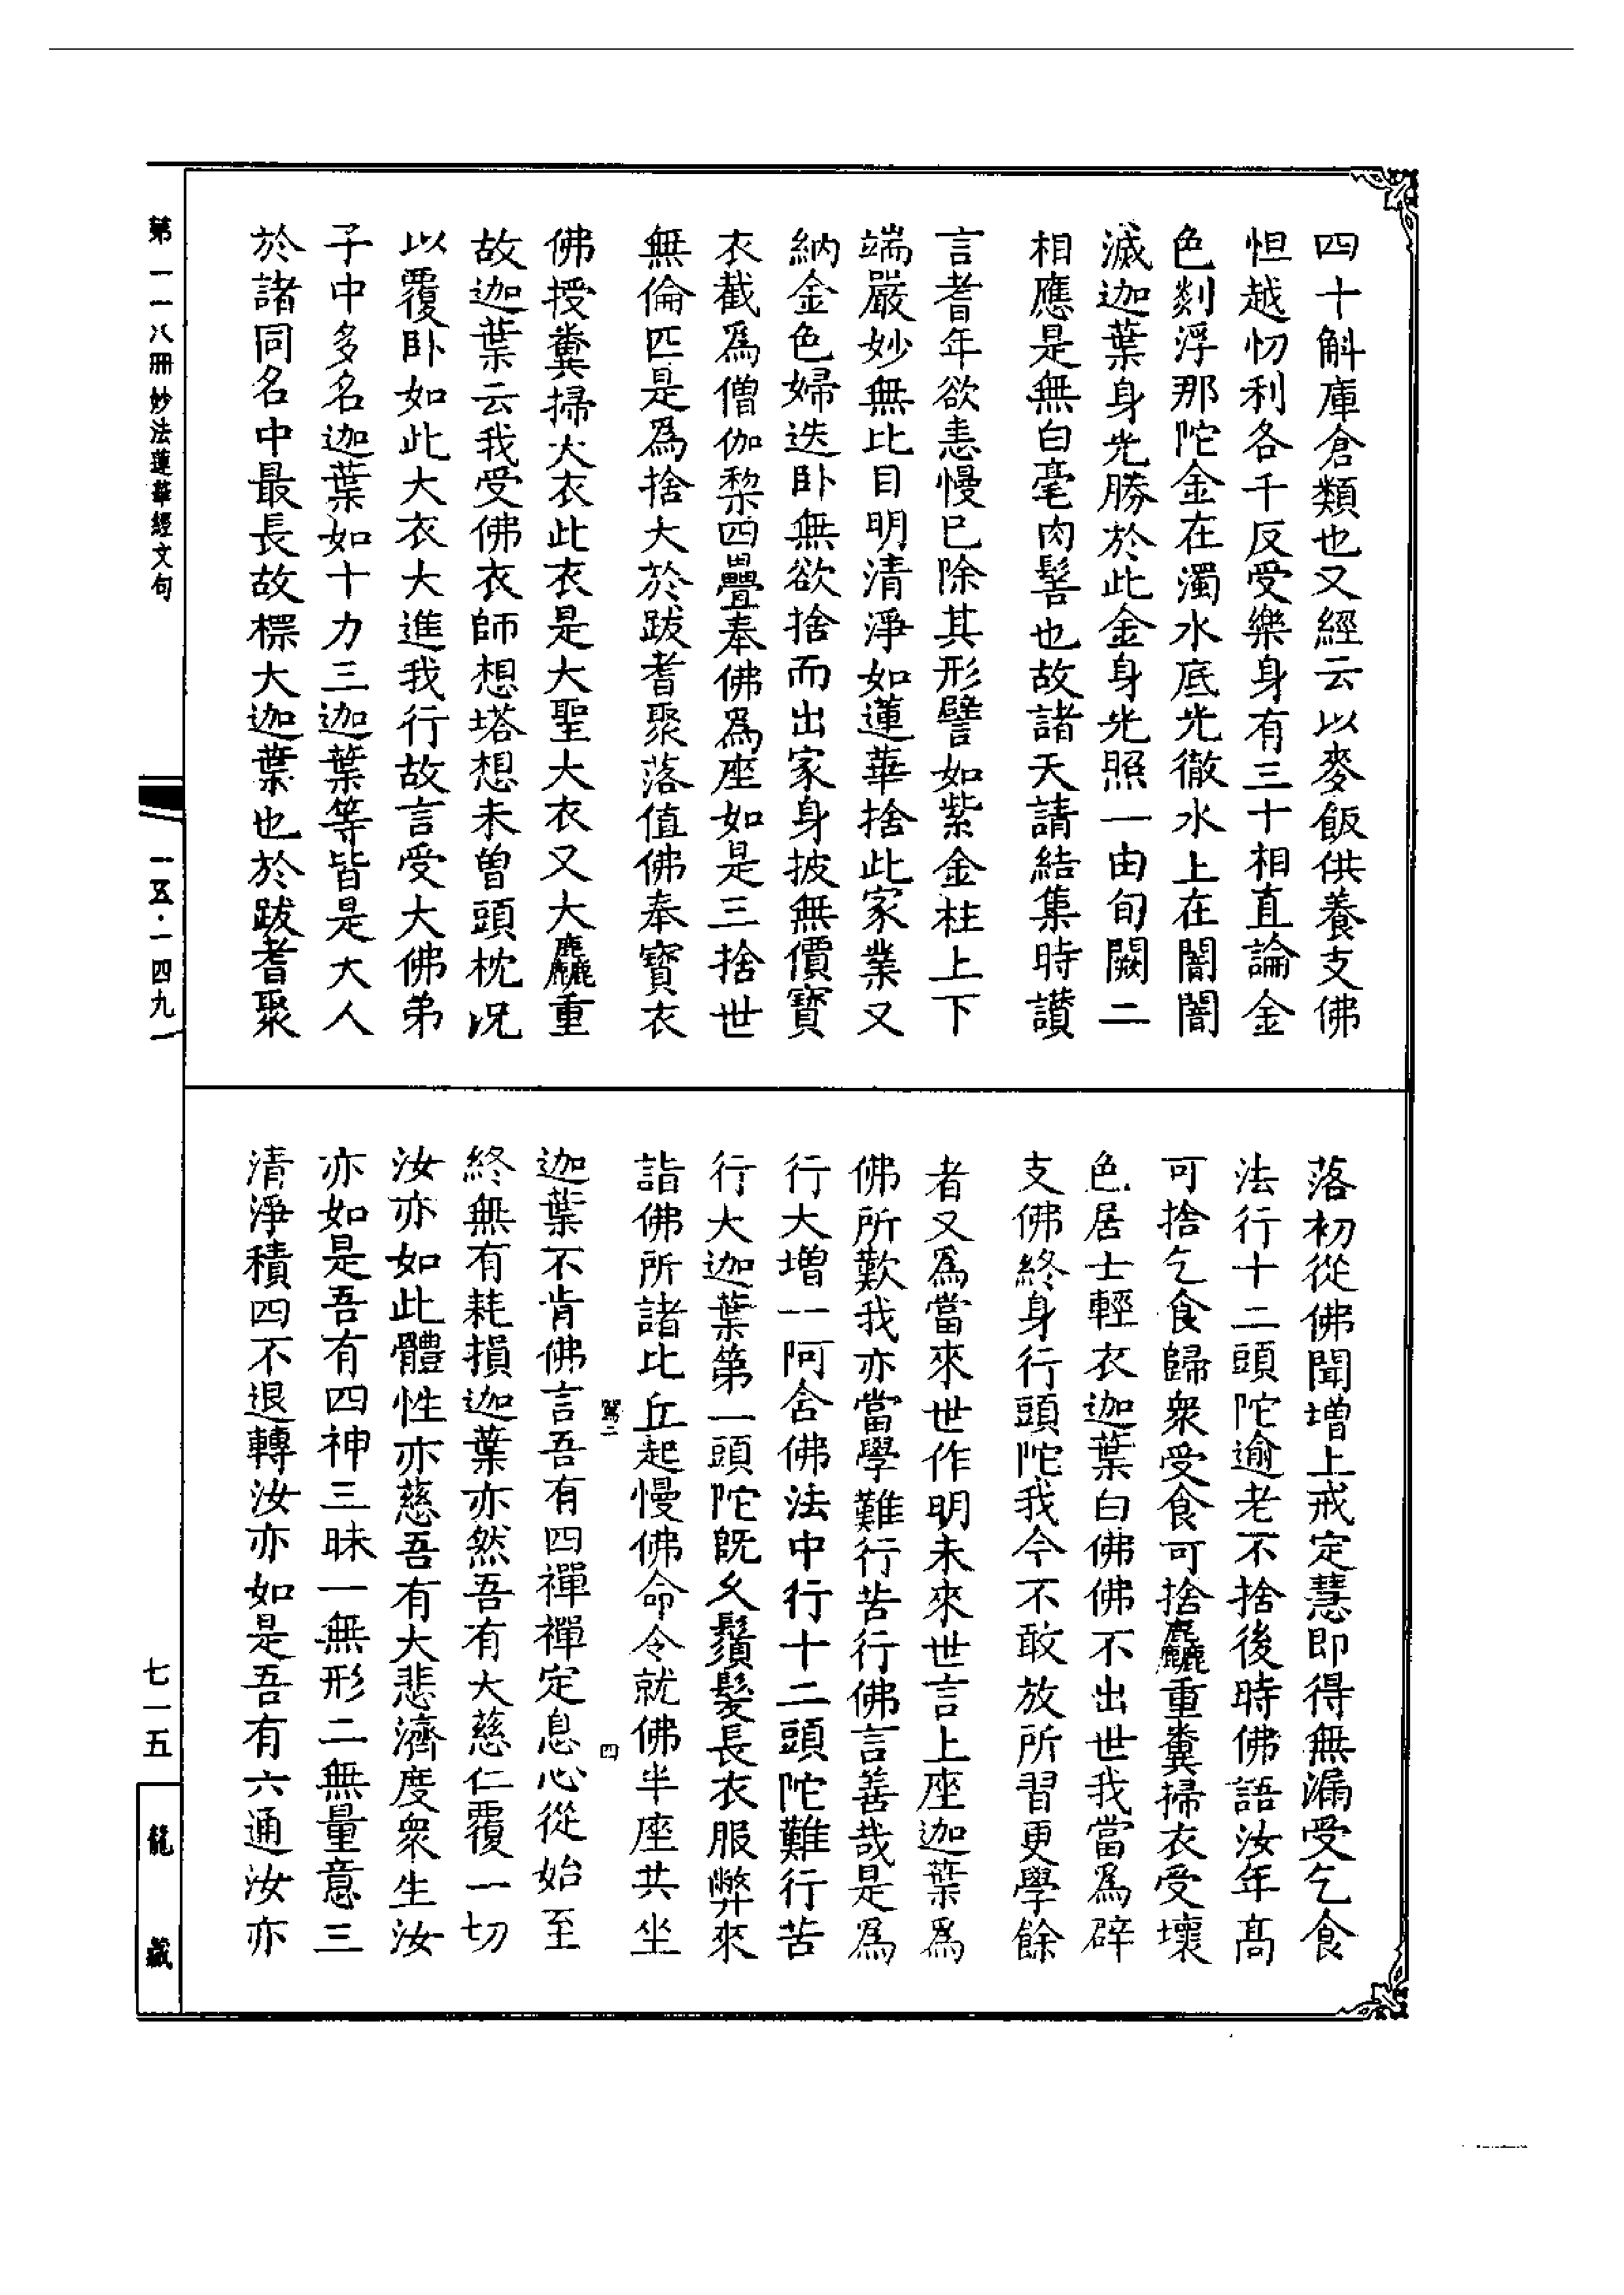 四十斛庫倉類也又經云以麥飯供養支佛
怛越忉利各千反受樂身有三十相直論金
色剡浮那陀金在濁水底光徹水上在闇闇
滅迦葉身光勝於此金身光照一由旬闕二
相應是無白毫肉髻也故諸天請結集時讚
言耆年欲恚慢已除其形譬如紫金柱上下
端嚴妙無比目明清淨如蓮華捨此家業又
納金色婦迭卧無欲捨而出家身披無價寶
衣截爲僧伽棃四疊奉佛爲座如是三捨世
無倫匹是爲捨大於跋耆聚落值佛奉寶衣
佛授糞掃大衣此衣是大聖大衣又大麤重
故迦葉云我受佛衣師想塔想未曽頭枕况
以覆卧如此大衣大進我行故言受大佛弟
子中多名迦葉如十力三迦葉等皆是大人
於諸同名中最長故標大迦葉也於跋耆聚
落初從佛聞增上戒定慧即得無漏受乞食
法行十二頭陀逾老不捨後時佛語汝年髙
可捨乞食歸衆受食可捨麤重糞掃衣受壞
色居士輕衣迦葉白佛佛不出世我當爲辟
支佛終身行頭陀我今不敢放所習更學餘
者又爲當來世作明未來世言上座迦葉爲
佛所歎我亦當學難行苦行佛言善哉是爲
行大增一阿含佛法中行十二頭陀難行苦
行大迦葉第一頭陀既久鬚髮長衣服弊來
詣佛所諸比丘起慢佛命令就佛半座共坐
駕二 四
迦葉不肯佛言吾有四禪禪定息心從始至
終無有耗損迦葉亦然吾有大慈仁覆一切
汝亦如此體性亦慈吾有大悲濟度衆生汝
亦如是吾有四神三昧一無形二無量意三
清淨積四不退轉汝亦如是吾有六通汝亦
第一一八冊 妙法蓮華經文句
一五·一四九一
七一五
龍藏